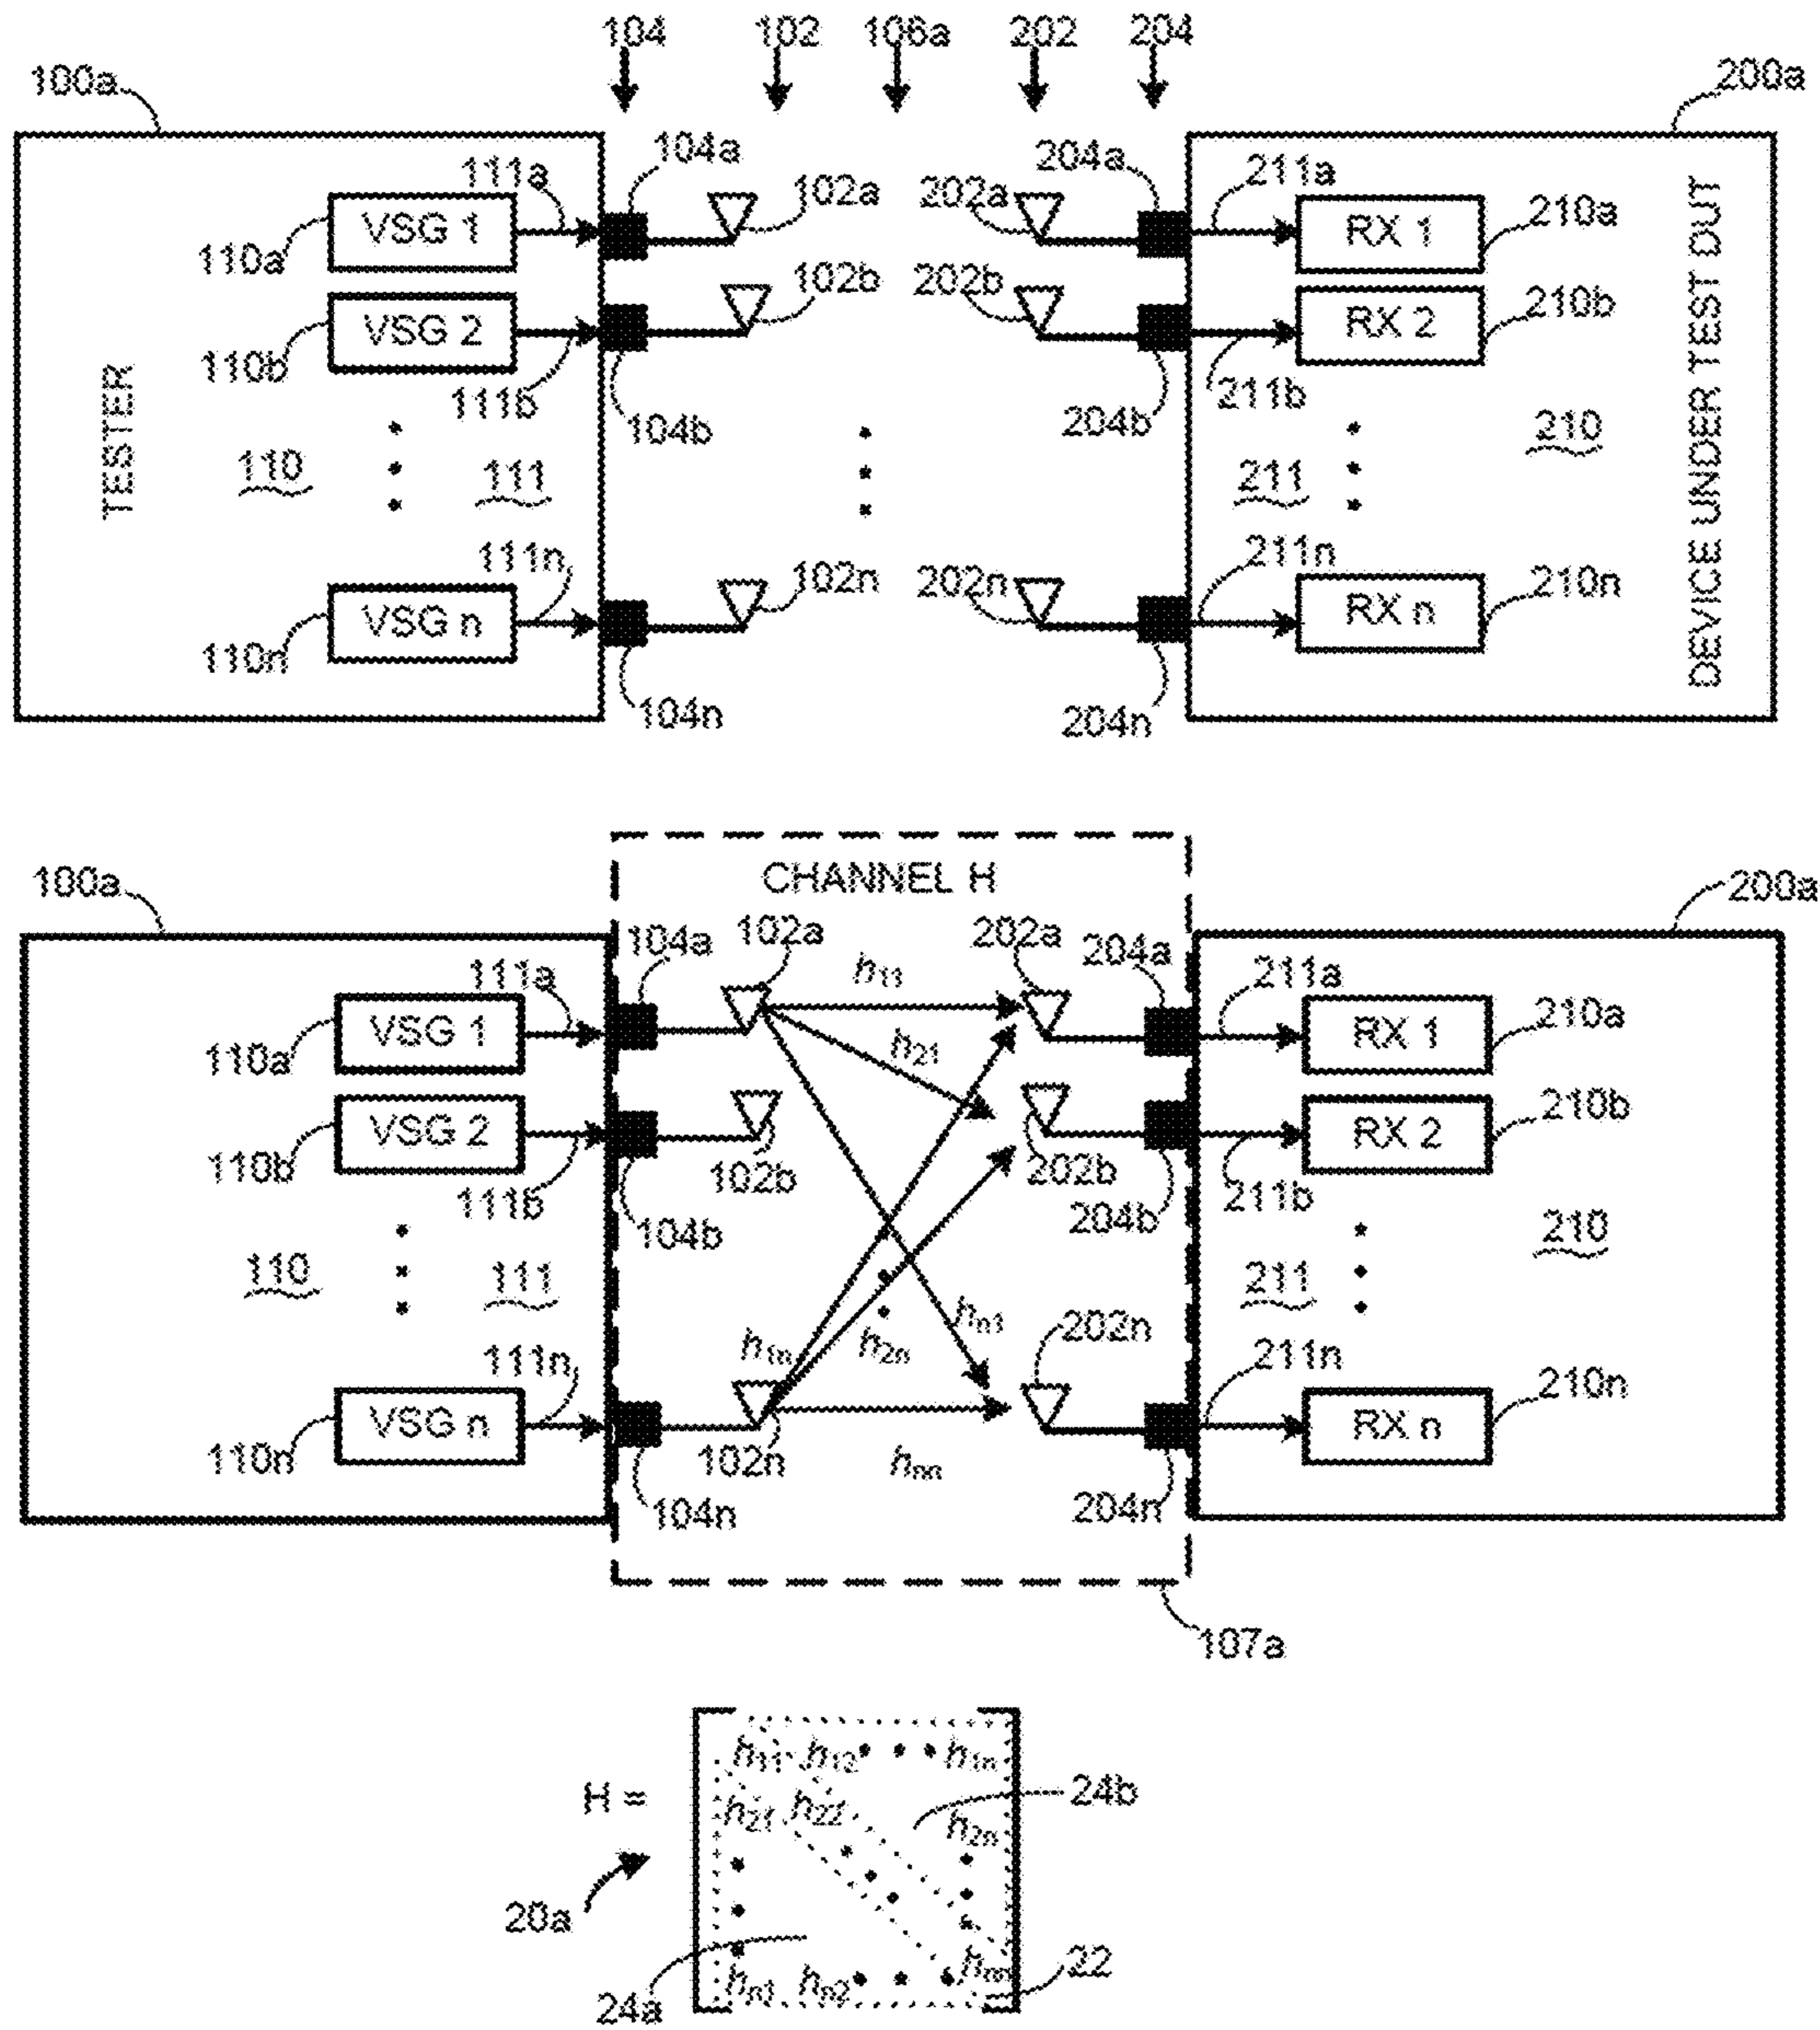 104 102 106a 202 204
100a 200a
104a 204a
111a 211a
VSG 1 102a 202a RX 1 210a
110a
102b 202b
VSG 2 RX 2 210b
110b
111b 104b 204b 211b
TESTER
110 111 211 210
DEVICE UNDER TEST DUT
111n 102n 202n 211n
VSG n RX n 210n
110n
104n 204n
100a CHANNEL H 200a
104a 102a 202a 204a
111a h11 211a
VSG 1 RX 1 210a
110a h21
VSG 2 RX 2 210b
110b 102b 202b
111b 104b 204b 211b
110 111 211 210
h1n h2n hn1 202n
111n 211n
VSG n RX n 210n
110n 102n hnn
104n 204n
107a
h11 h12 h1n
H = 24b
h21 h22 h2n
20a
hnn 22
hn1 hn2
24a